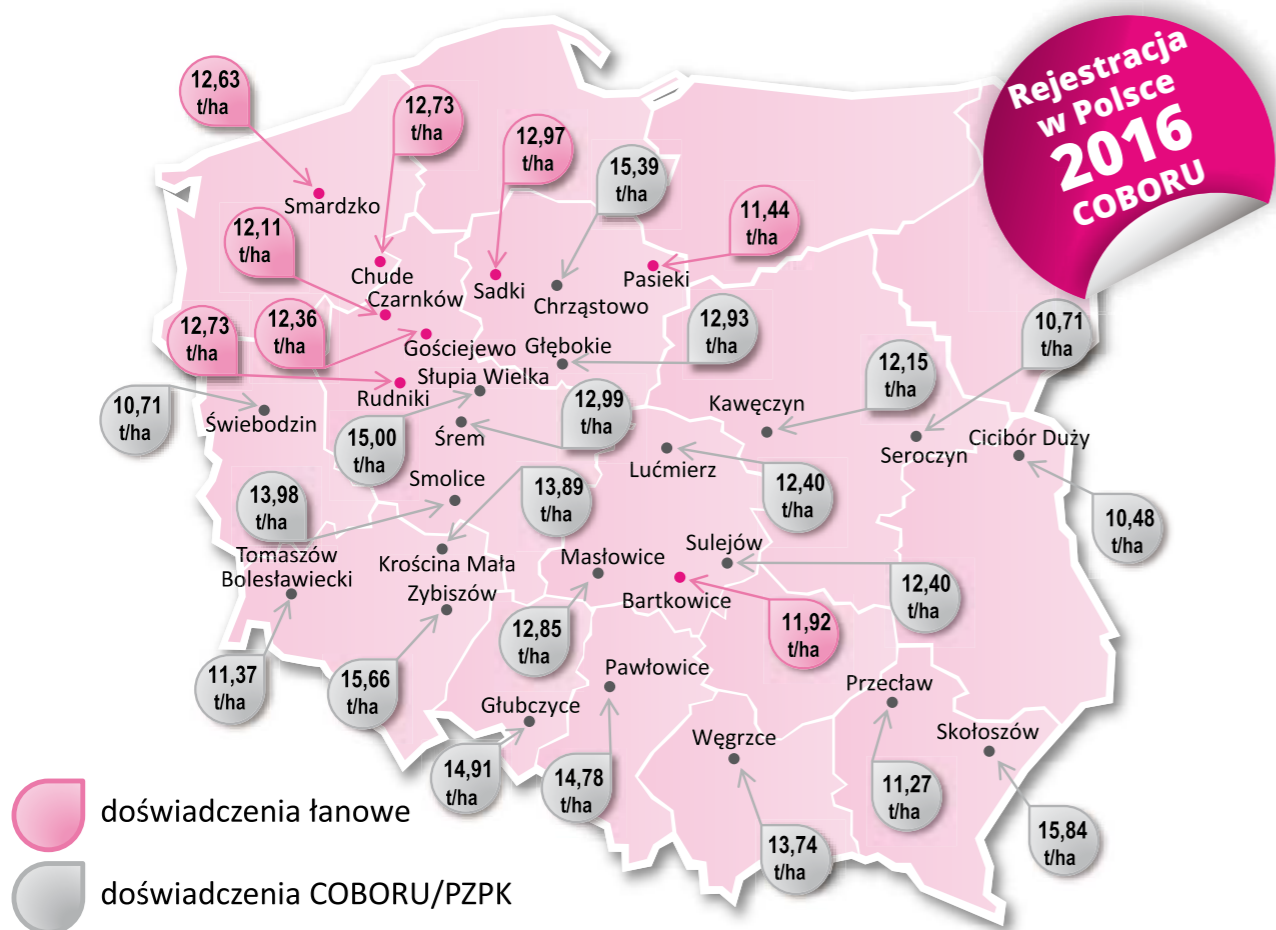 Rejestracja
w Polsce
2016
COBORU
12,63
t/ha
12,73
t/ha
12,97
t/ha
15,39
t/ha
11,44
t/ha
Smardzko
12,11
t/ha
Chude
Czarnków
Sadki
Chrząstowo
Pasieki
12,73
t/ha
12,36
t/ha
Gościejewo
Głębokie
12,93
t/ha
10,71
t/ha
Słupia Wielka
Rudniki
12,15
t/ha
10,71
t/ha
Świebodzin
15,00
t/ha
Śrem
12,99
t/ha
Kawęczyn
Lućmierz
Seroczyn
Cicibór Duży
Smolice
13,98
t/ha
13,89
t/ha
12,40
t/ha
10,48
t/ha
Tomaszów
Bolesławiecki
Krościna Mała
Zybiszów
Masłowice
Sulejów
Bartkowice
12,40
t/ha
12,85
t/ha
11,92
t/ha
11,37
t/ha
15,66
t/ha
Pawłowice
Głubczyce
Przecław
Węgrzce
Skołoszów
14,91
t/ha
14,78
t/ha
11,27
t/ha
13,74
t/ha
15,84
t/ha
doświadczenia łanowe
doświadczenia COBORU/PZPK